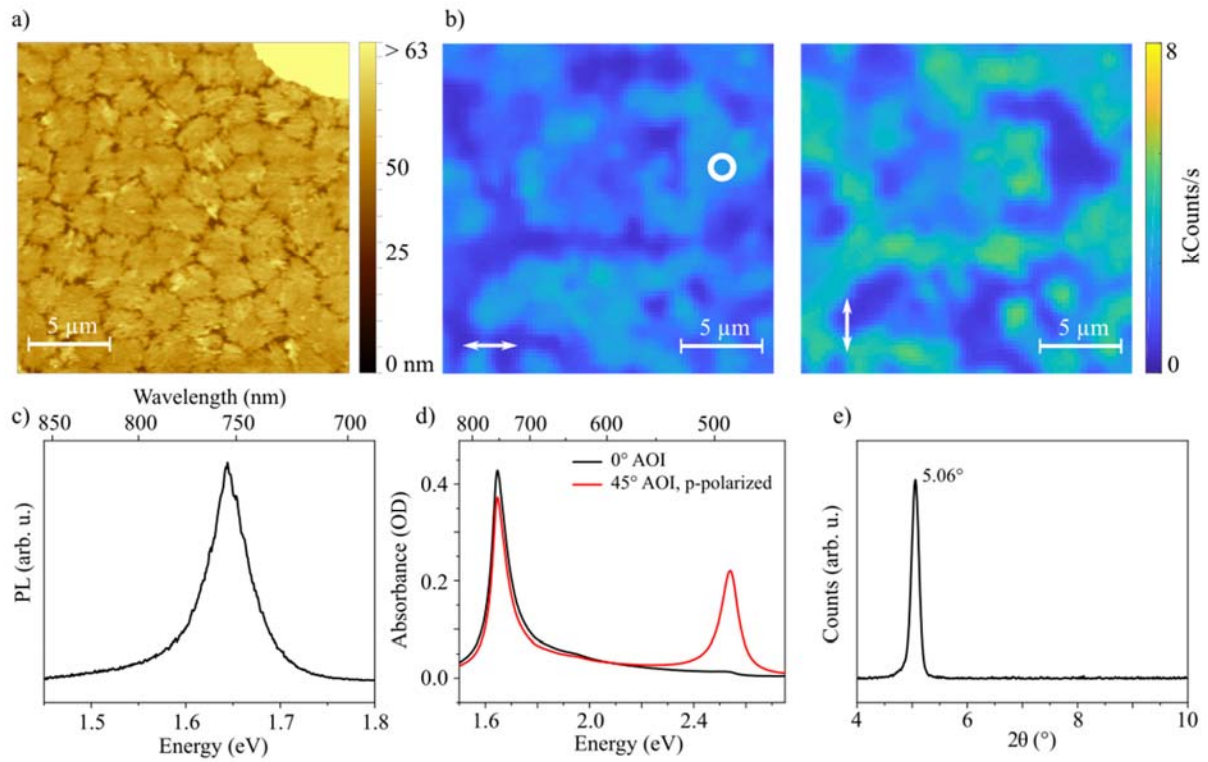 a)
> 63
50
25
0 nm
5 µm
b)
5 µm
5 µm
8
kCounts/s
0
c)
Wavelength (nm)
850 800 750 700
PL (arb. u.)
1.5 1.6 1.7 1.8
Energy (eV)
d)
800 700 600 500
0° AOI
45° AOI, p-polarized
Absorbance (OD)
0.4
0.2
0.0
1.6 2.0 2.4
Energy (eV)
e)
5.06°
Counts (arb. u.)
4 6 8 10
2θ (°)